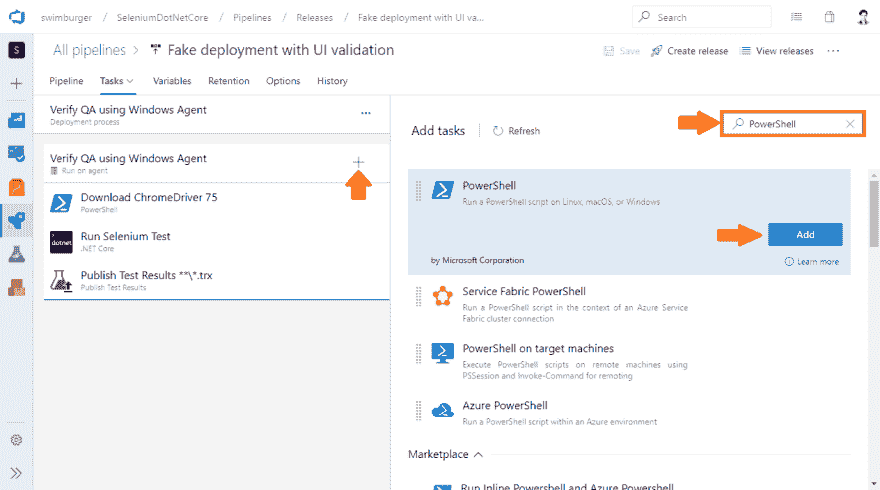 swimburger / SeleniumDotNetCore / Pipelines / Releases / Fake deployment with UI va...
Search
S
All pipelines > Fake deployment with UI validation
Save Create release View releases ...
Pipeline Tasks Variables Retention Options History
Verify QA using Windows Agent
Deployment process
Verify QA using Windows Agent
Run on agent
Download ChromeDriver 75
PowerShell
dotnet
Run Selenium Test
.NET Core
Publish Test Results **\*.trx
Publish Test Results
Add tasks
Refresh
PowerShell
PowerShell
Run a PowerShell script on Linux, macOS, or Windows
Add
by Microsoft Corporation
Learn more
Service Fabric PowerShell
Run a PowerShell script in the context of an Azure Service
Fabric cluster connection
PowerShell on target machines
Execute PowerShell scripts on remote machines using
PSSession and Invoke-Command for remoting
Azure PowerShell
Run a PowerShell script within an Azure environment
Marketplace
Run Inline Powershell and Azure Powershell